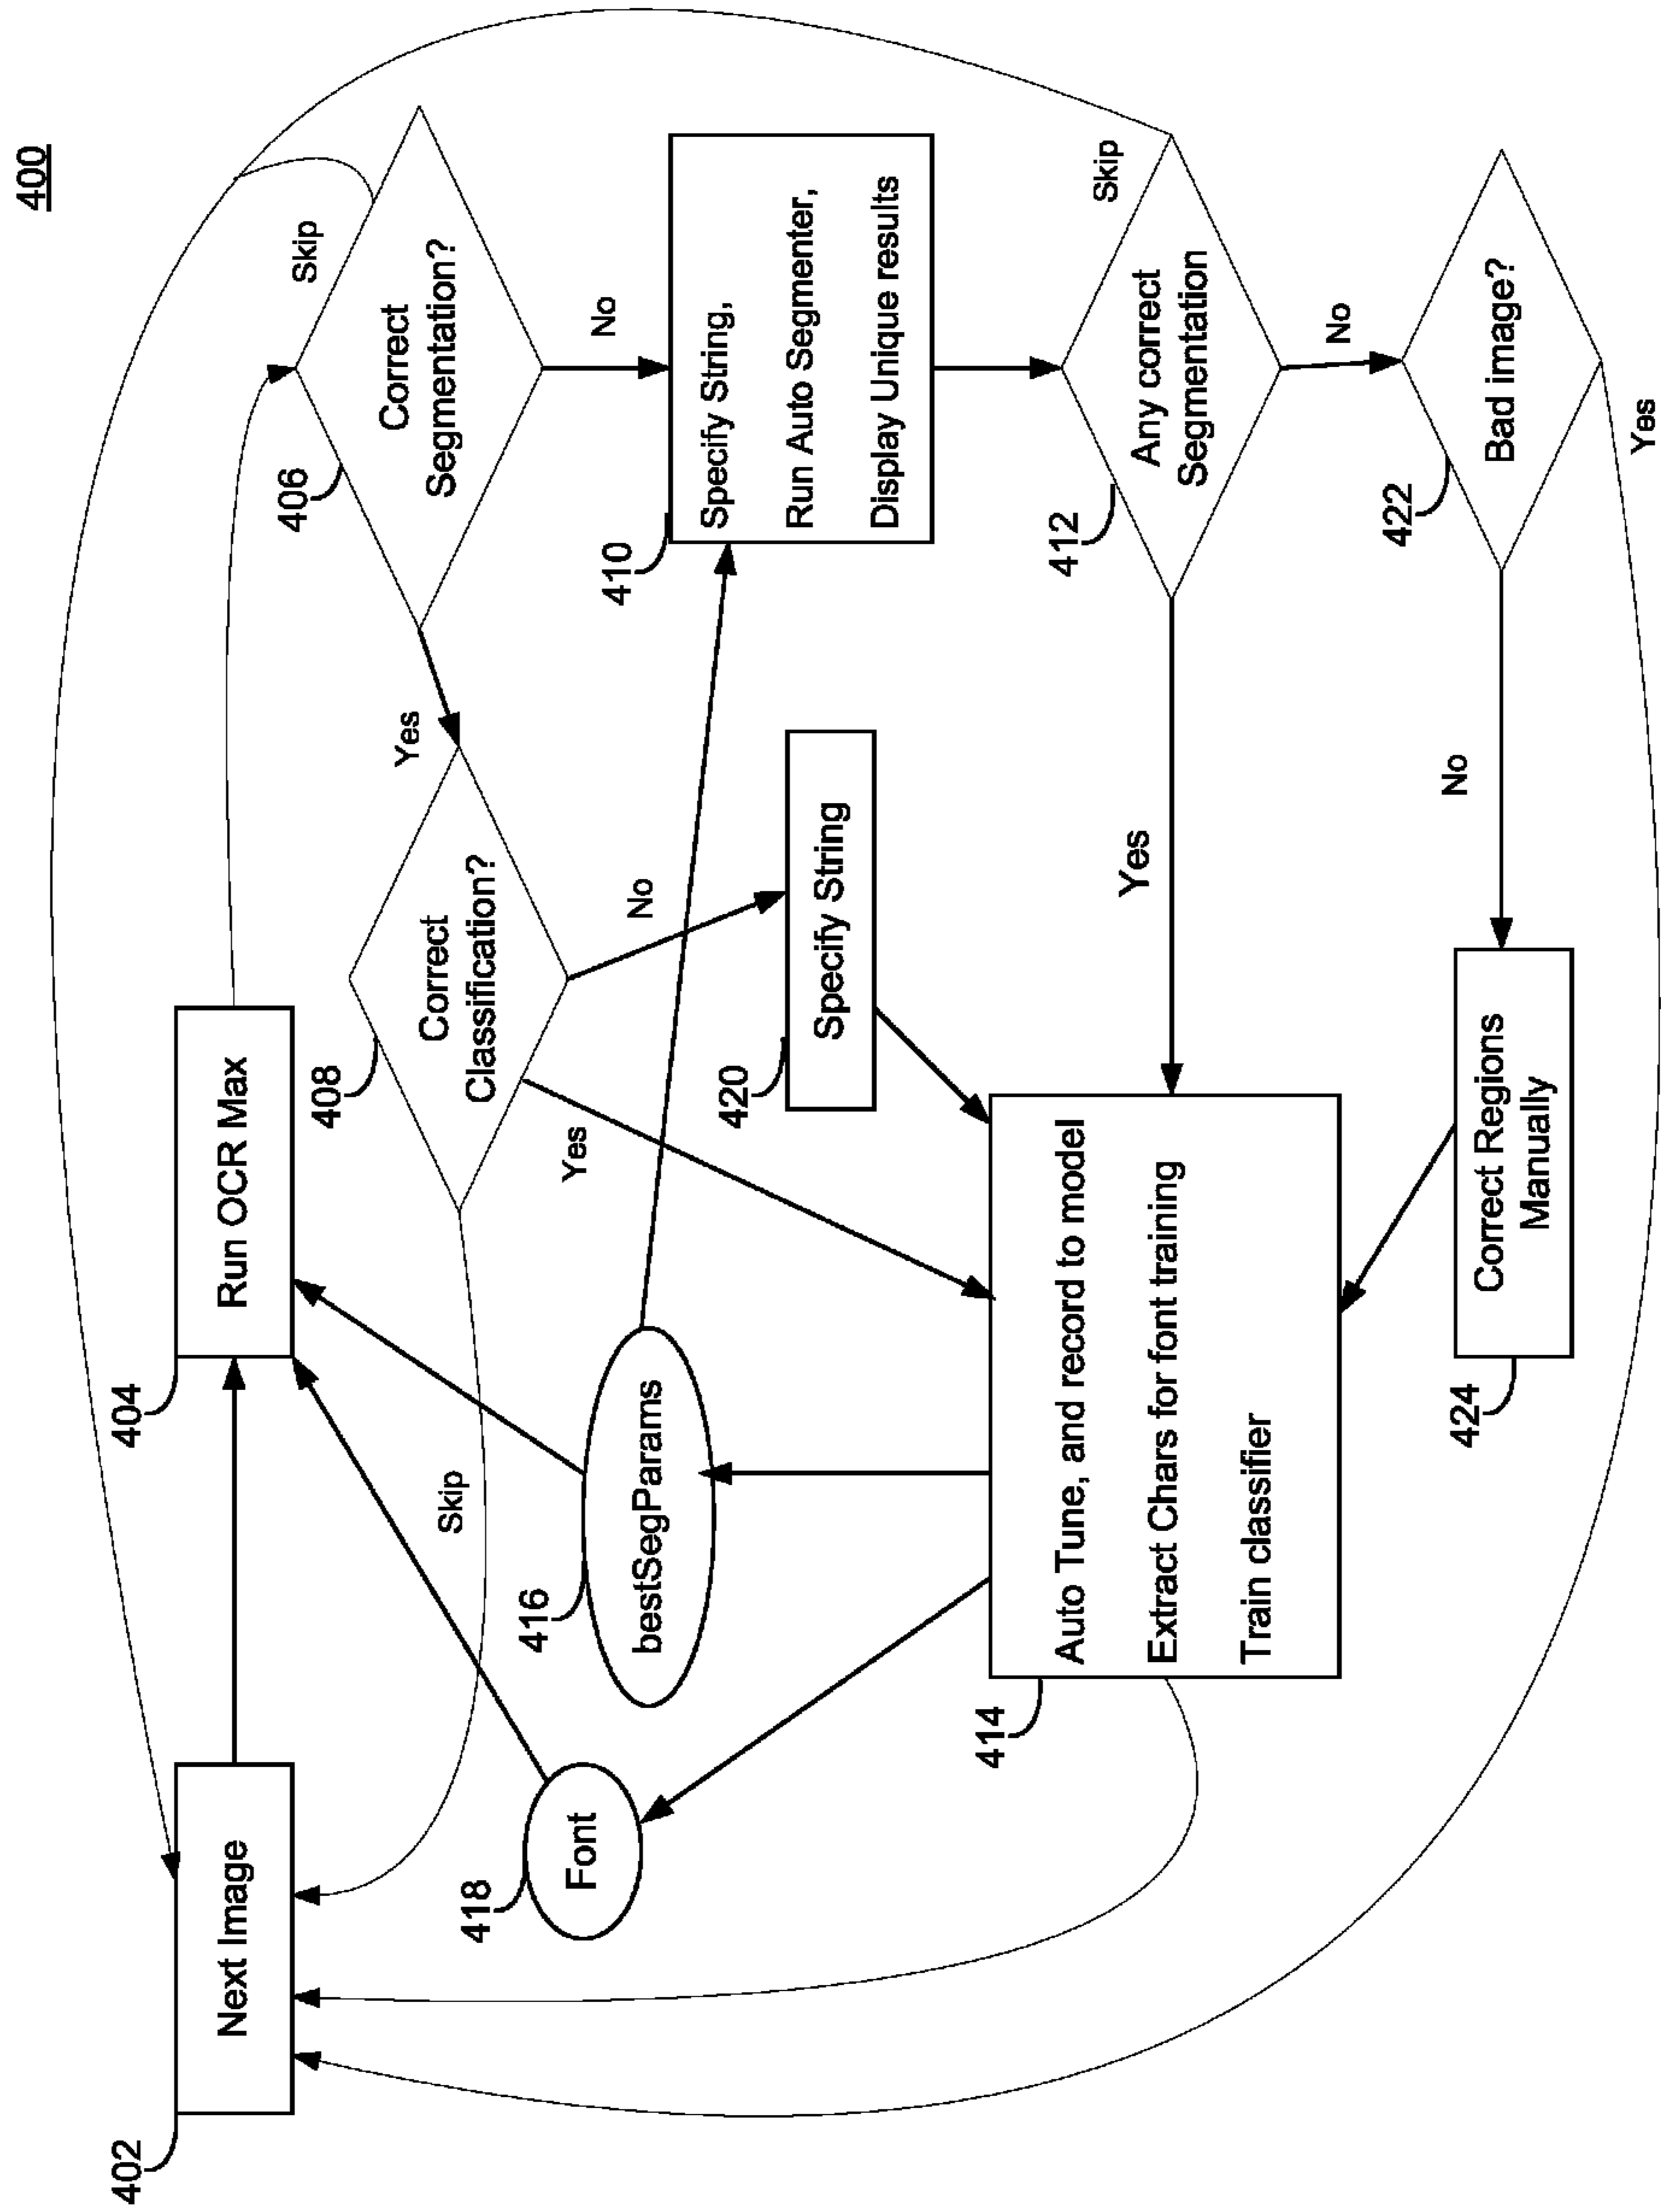 400
402
Next Image
404
Run OCR Max
406
Correct
Segmentation?
Skip
Yes
No
408
Correct
Classification?
Skip
Yes
No
410
Specify String,
Run Auto Segmenter,
Display Unique results
418
Font
416
bestSegParams
420
Specify String
412
Any correct
Segmentation
Skip
Yes
No
414
Auto Tune, and record to model
Extract Chars for font training
Train classifier
422
Bad image?
No
Yes
424
Correct Regions
Manually